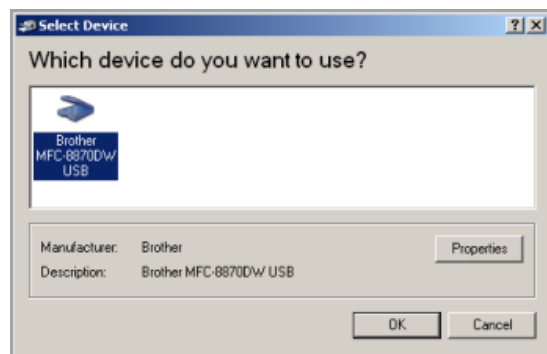 Select Device
Which device do you want to use?
Brother
MFC-8870DW
USB
Manufacturer: Brother
Properties
Description: Brother MFC-8870DW USB
OK Cancel